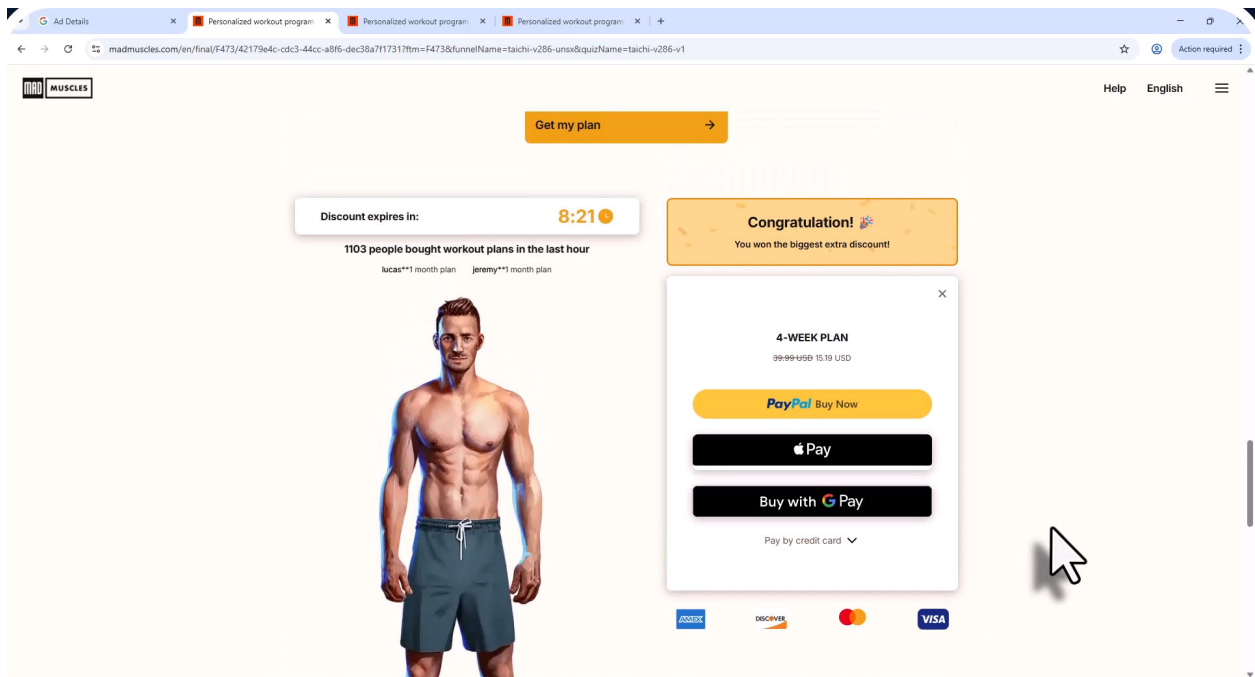 Ad Details
Personalized workout program
Personalized workout program
Personalized workout program
madmuscles.com/en/final/F473/42179e4c-cdc3-44cc-a8f6-dec38a7f1731?ftm=F473&funnelName=taichi-v286-unsx&quizName=taichi-v286-v1
Action required
MAD MUSCLES
Help English
Get my plan
Discount expires in: 8:21
1103 people bought workout plans in the last hour
lucas**1 month plan jeremy**1 month plan
Congratulation! 🎉
You won the biggest extra discount!
4-WEEK PLAN
39.99 USD 15.19 USD
PayPal Buy Now
Pay
Buy with G Pay
Pay by credit card
AMEX DISCOVER VISA